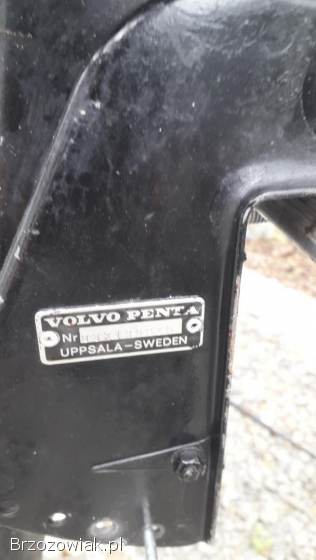 VOLVO PENTA
Nr
UPPSALA-SWEDEN
Brzozowiak.pl